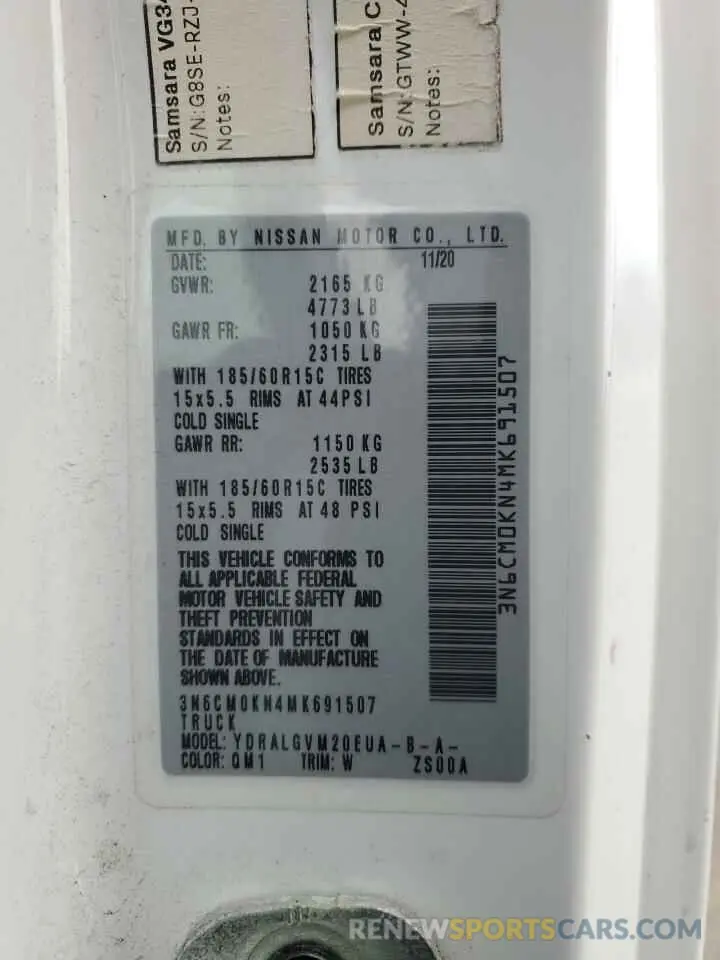 Samsara VG34
S/N: G8SE-RZJ-
Notes:
Samsara C
S/N: GTWW-4
Notes:
MFD. BY NISSAN MOTOR CO., LTD.
DATE: 11/20
GVWR: 2165 KG
4773 LB
GAWR FR: 1050 KG
2315 LB
WITH 185/60R15C TIRES
15x5.5 RIMS AT 44PSI
COLD SINGLE
GAWR RR: 1150 KG
2535 LB
WITH 185/60R15C TIRES
15x5.5 RIMS AT 48 PSI
COLD SINGLE
THIS VEHICLE CONFORMS TO
ALL APPLICABLE FEDERAL
MOTOR VEHICLE SAFETY AND
THEFT PREVENTION
STANDARDS IN EFFECT ON
THE DATE OF MANUFACTURE
SHOWN ABOVE.
3N6CM0KN4MK691507
TRUCK
MODEL: YDRALGVM20EUA-B-A-
COLOR: QM1 TRIM: W ZS00A
3N6CM0KN4MK691507
RENEWSPORTSCARS.COM